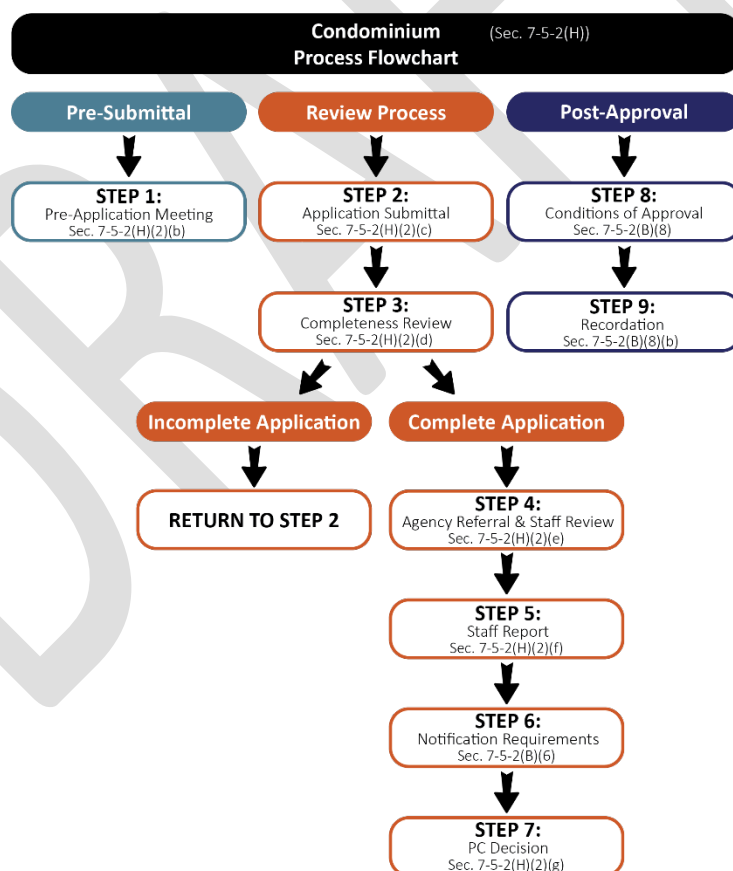 Condominium (Sec. 7-5-2(H))
Process Flowchart
Pre-Submittal
Review Process
Post-Approval
STEP 1:
Pre-Application Meeting
Sec. 7-5-2(H)(2)(b)
STEP 2:
Application Submittal
Sec. 7-5-2(H)(2)(c)
STEP 8:
Conditions of Approval
Sec. 7-5-2(B)(8)
STEP 3:
Completeness Review
Sec. 7-5-2(H)(2)(d)
STEP 9:
Recordation
Sec. 7-5-2(B)(8)(b)
Incomplete Application
Complete Application
RETURN TO STEP 2
STEP 4:
Agency Referral & Staff Review
Sec. 7-5-2(H)(2)(e)
STEP 5:
Staff Report
Sec. 7-5-2(H)(2)(f)
STEP 6:
Notification Requirements
Sec. 7-5-2(B)(6)
STEP 7:
PC Decision
Sec. 7-5-2(H)(2)(g)
DRAFT